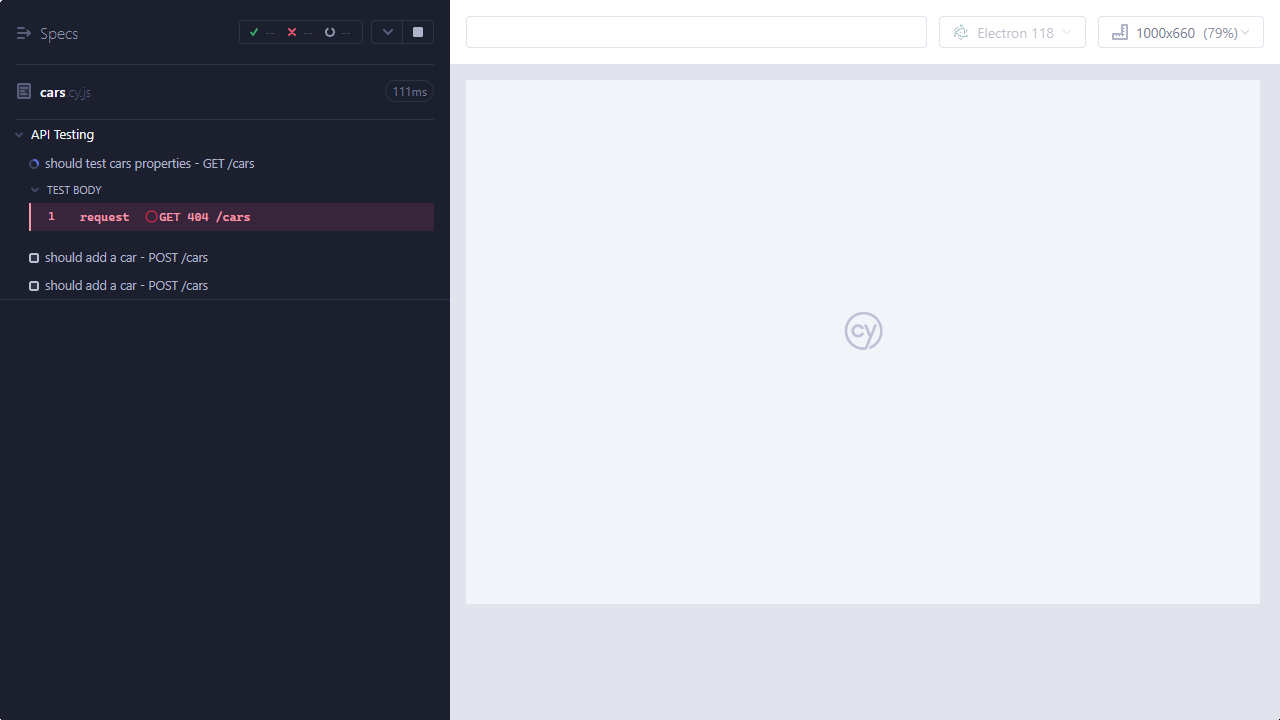 Specs
-- -- --
cars.cy.js
111ms
API Testing
should test cars properties - GET /cars
TEST BODY
1 request GET 404 /cars
should add a car - POST /cars
should add a car - POST /cars
Electron 118
1000x660 (79%)
cy